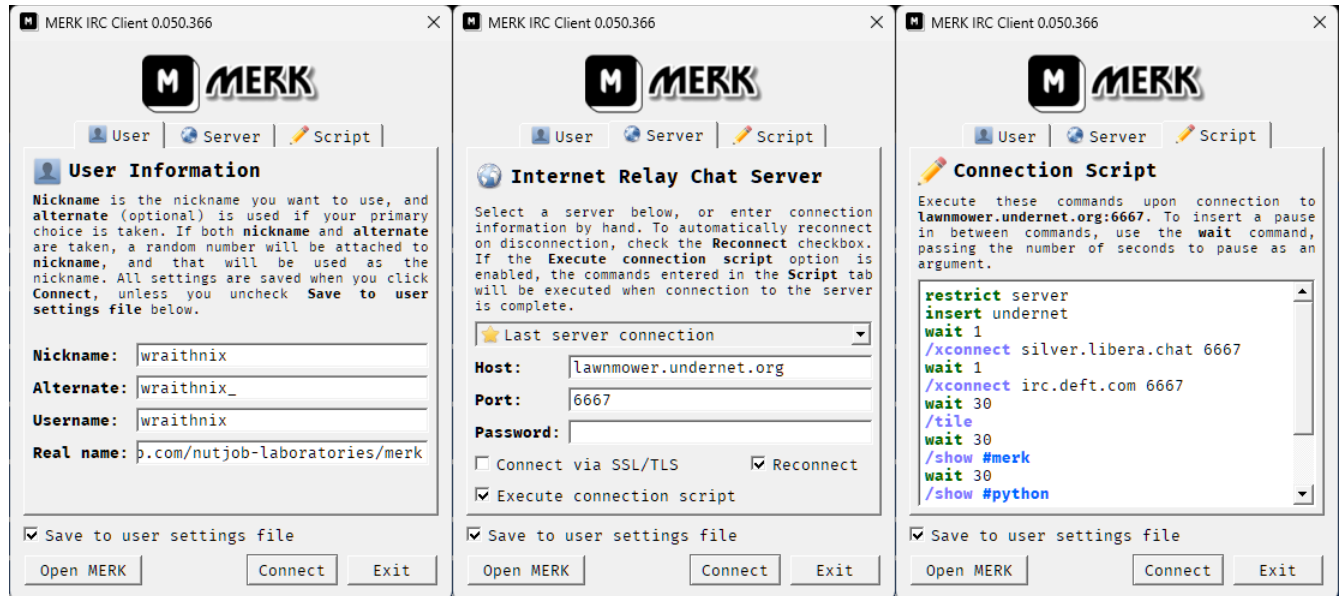 MERK IRC Client 0.050.366
M MERK
User Server Script
User Information
Nickname is the nickname you want to use, and
alternate (optional) is used if your primary
choice is taken. If both nickname and alternate
are taken, a random number will be attached to
nickname, and that will be used as the
nickname. All settings are saved when you click
Connect, unless you uncheck Save to user
settings file below.
Nickname: wraithnix
Alternate: wraithnix_
Username: wraithnix
Real name: .com/nutjob-laboratories/merk
Save to user settings file
Open MERK Connect Exit
MERK IRC Client 0.050.366
M MERK
User Server Script
Internet Relay Chat Server
Select a server below, or enter connection
information by hand. To automatically reconnect
on disconnection, check the Reconnect checkbox.
If the Execute connection script option is
enabled, the commands entered in the Script tab
will be executed when connection to the server
is complete.
Last server connection
Host: lawnmower.undernet.org
Port: 6667
Password:
Connect via SSL/TLS Reconnect
Execute connection script
Save to user settings file
Open MERK Connect Exit
MERK IRC Client 0.050.366
M MERK
User Server Script
Connection Script
Execute these commands upon connection to
lawnmower.undernet.org:6667. To insert a pause
in between commands, use the wait command,
passing the number of seconds to pause as an
argument.
restrict server
insert undernet
wait 1
/xconnect silver.libera.chat 6667
wait 1
/xconnect irc.deft.com 6667
wait 30
/tile
wait 30
/show #merk
wait 30
/show #python
Save to user settings file
Open MERK Connect Exit